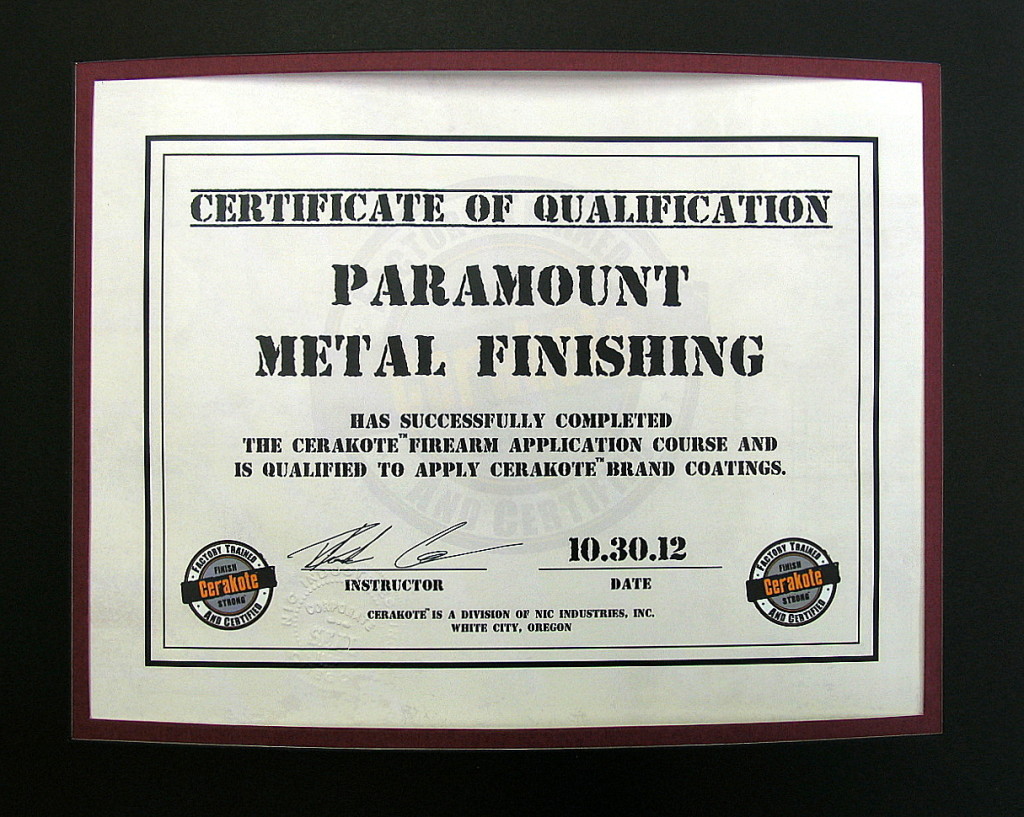 CERTIFICATE OF QUALIFICATION
PARAMOUNT
METAL FINISHING
HAS SUCCESSFULLY COMPLETED
THE CERAKOTE™ FIREARM APPLICATION COURSE AND
IS QUALIFIED TO APPLY CERAKOTE™ BRAND COATINGS.
10.30.12
INSTRUCTOR
DATE
CERAKOTE™ IS A DIVISION OF NIC INDUSTRIES, INC.
WHITE CITY, OREGON
FACTORY TRAINED
FINISH
Cerakote
STRONG
AND CERTIFIED
FACTORY TRAINED
FINISH
Cerakote
STRONG
AND CERTIFIED